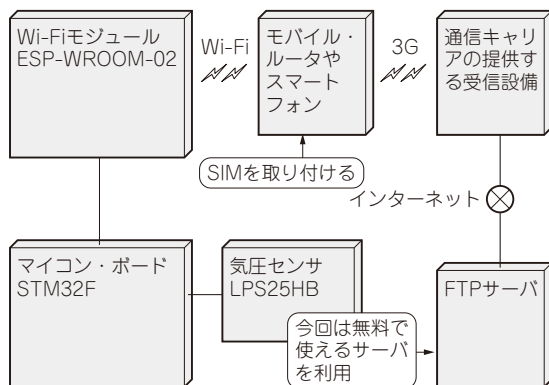 Wi-Fiモジュール
ESP-WROOM-02
Wi-Fi
モバイル・
ルータや
スマート
フォン
3G
通信キャリ
アの提供す
る受信設備
SIMを取り付ける
インターネット
マイコン・ボード
STM32F
気圧センサ
LPS25HB
今回は無料で
使えるサーバ
を利用
FTPサーバ